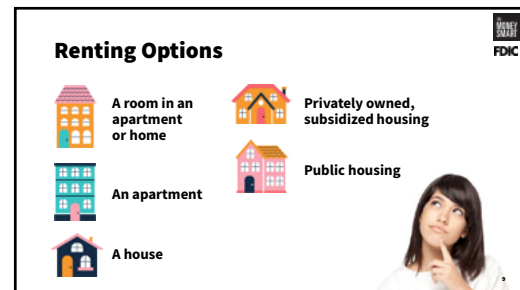 MONEY
SMART
FDIC
Renting Options
A room in an
apartment
or home
An apartment
A house
Privately owned,
subsidized housing
Public housing
9